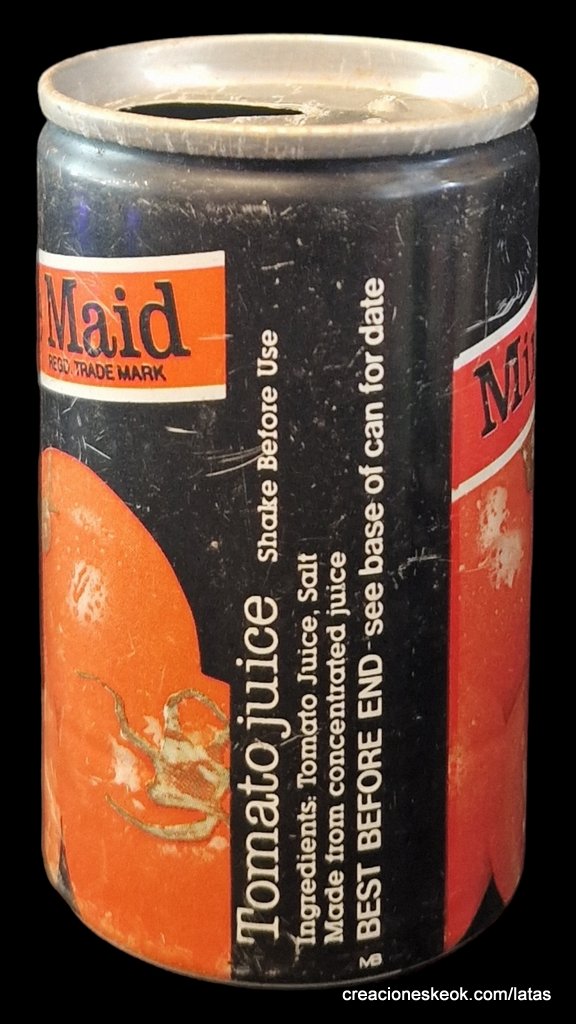 Maid
REGD. TRADE MARK
Tomato juice Shake Before Use
Ingredients: Tomato Juice, Salt
Made from concentrated juice
MB BEST BEFORE END-see base of can for date
creacioneskeok.com/latas